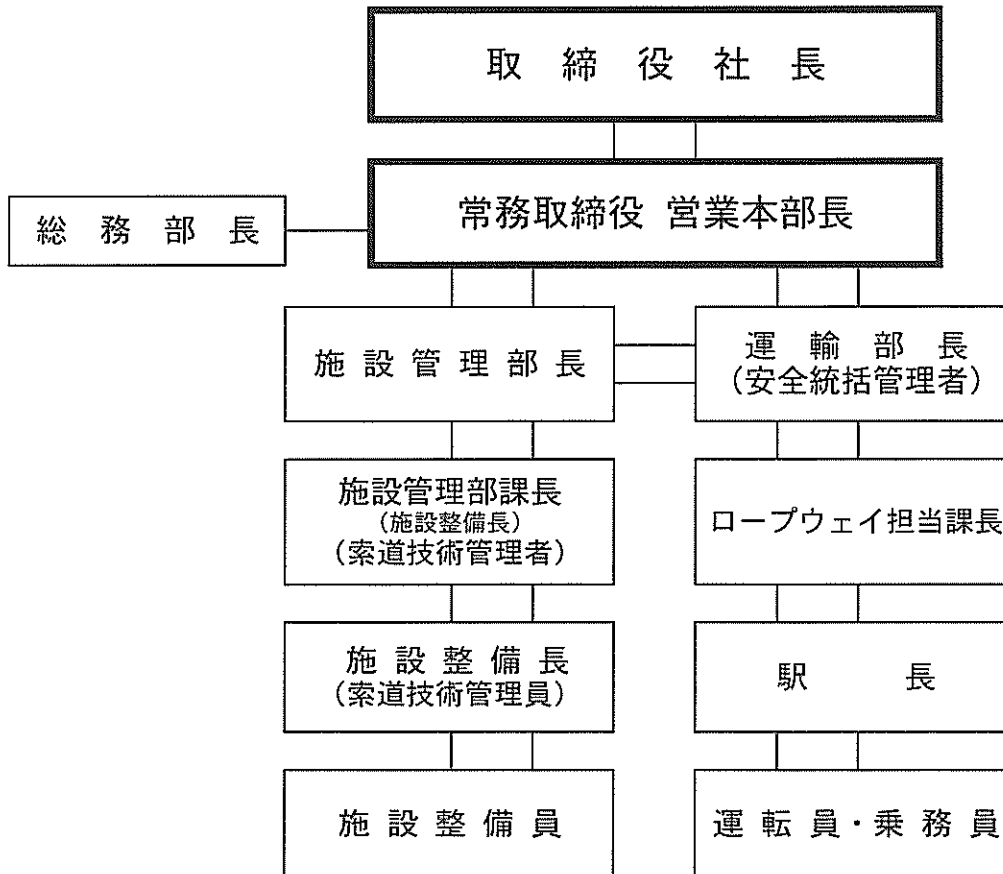 取締役社長
常務取締役 営業本部長
総務部長
施設管理部長
運輸部長
(安全統括管理者)
施設管理部課長
(施設整備長)
(索道技術管理者)
ロープウェイ担当課長
施設整備長
(索道技術管理員)
駅長
施設整備員
運転員・乗務員